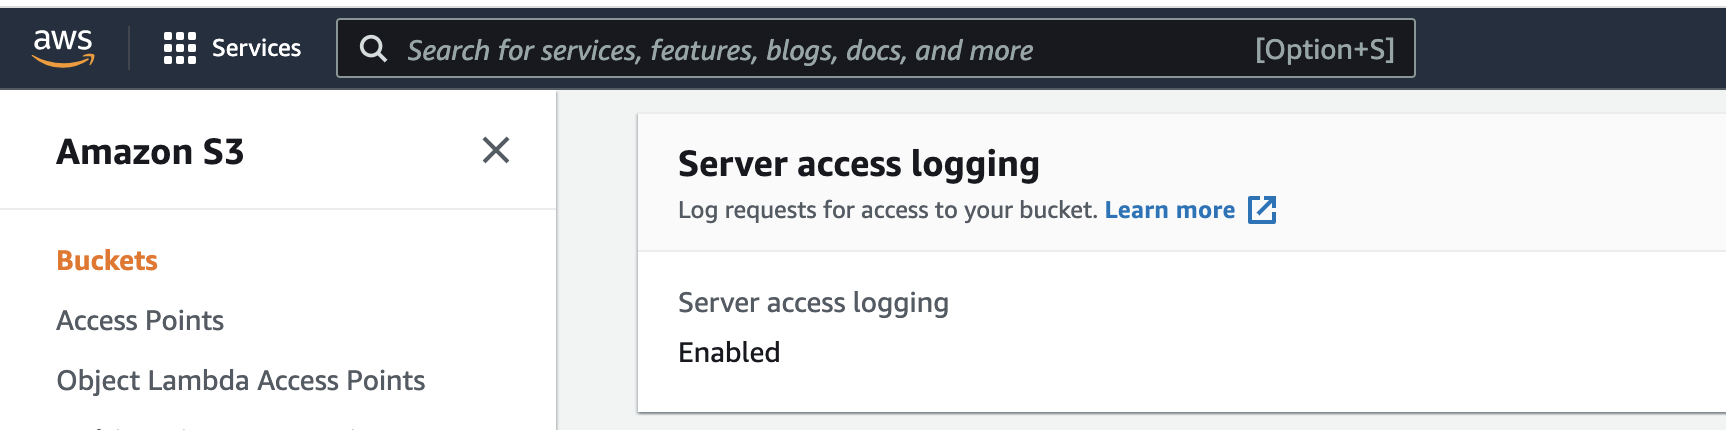 aws
Services
Search for services, features, blogs, docs, and more
[Option+S]
Amazon S3
Buckets
Access Points
Object Lambda Access Points
Server access logging
Log requests for access to your bucket. Learn more
Server access logging
Enabled